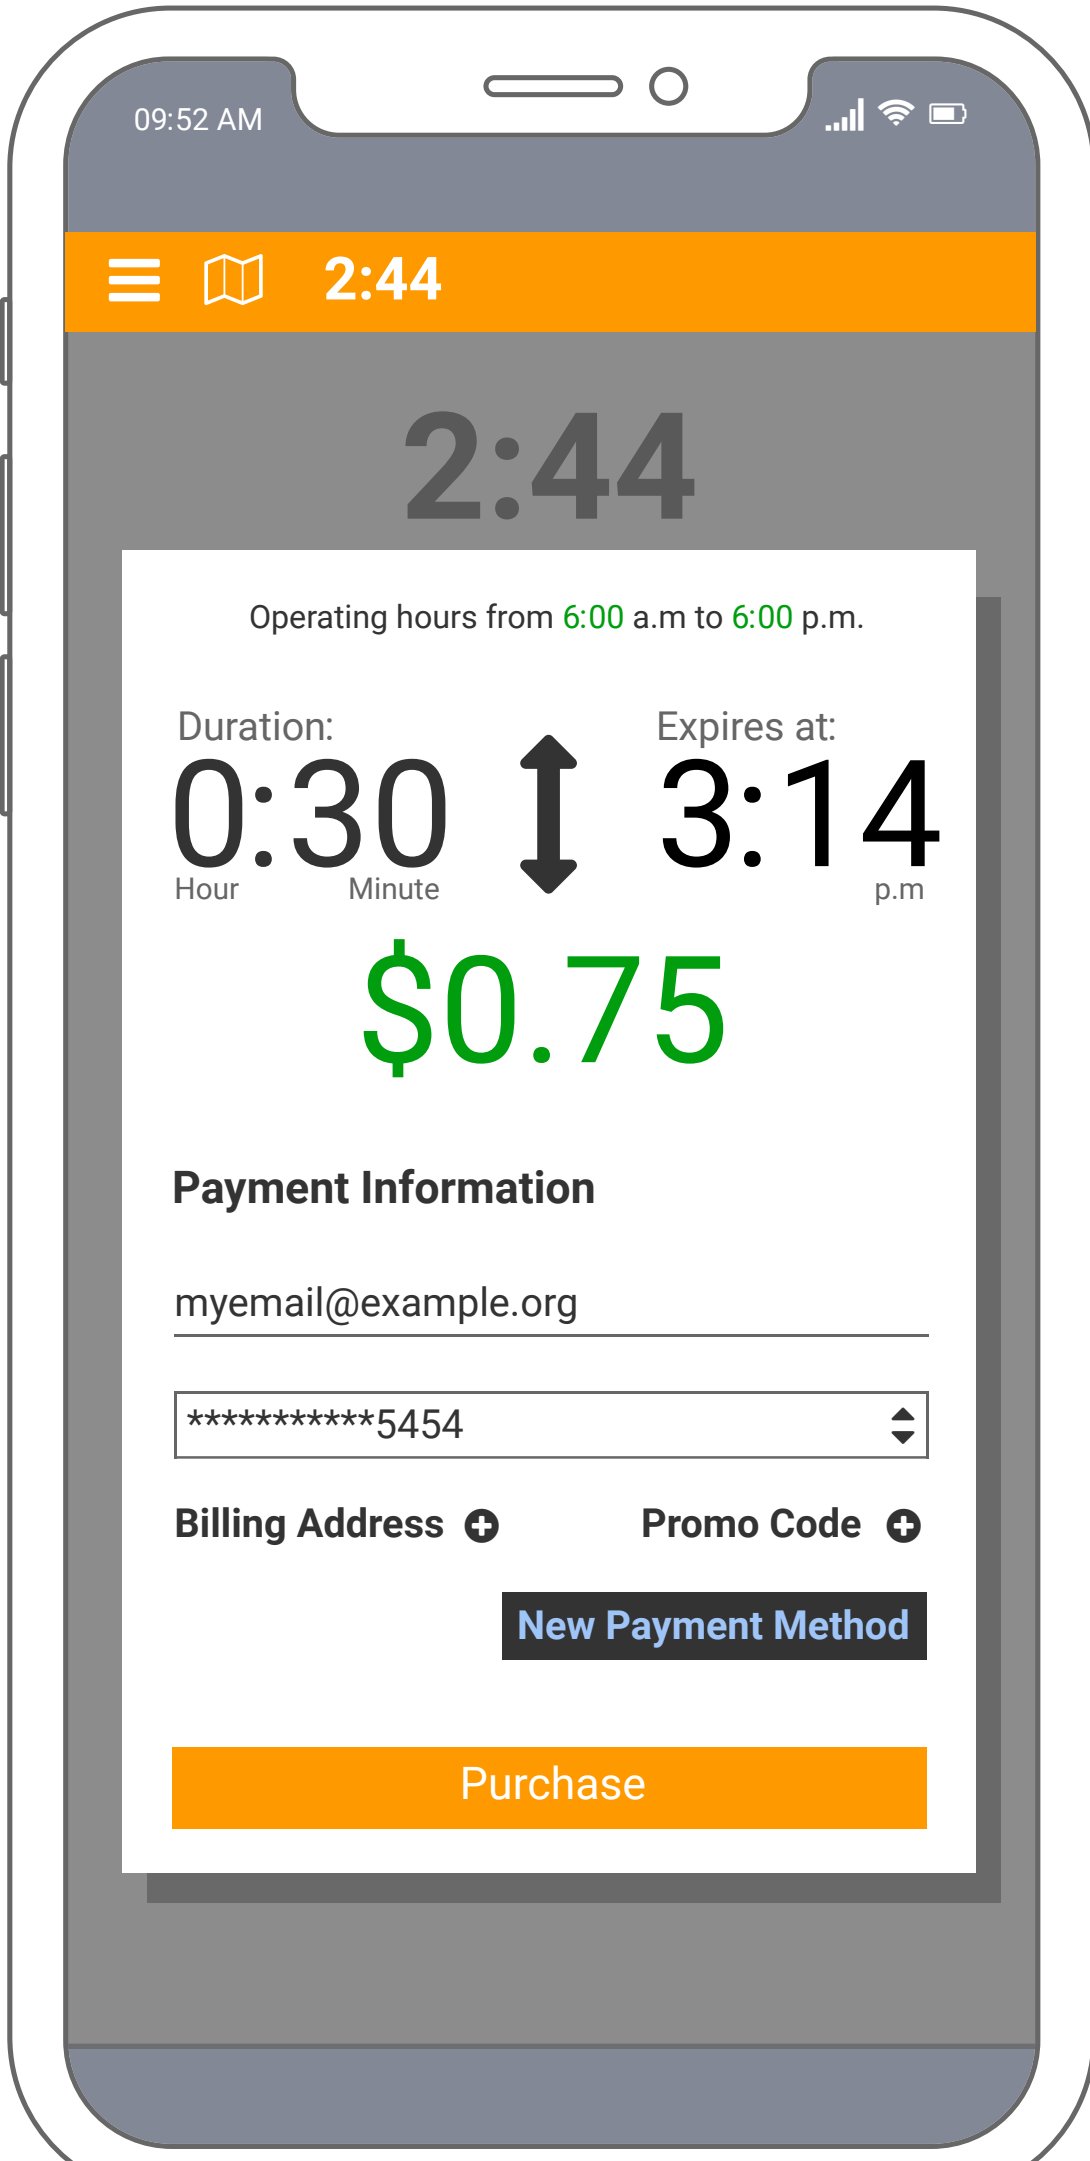 09:52 AM
2:44
2:44
Operating hours from 6:00 a.m to 6:00 p.m.
Duration: Expires at:
0:30 3:14
Hour Minute p.m
$0.75
Payment Information
myemail@example.org
***********5454
Billing Address Promo Code
New Payment Method
Purchase